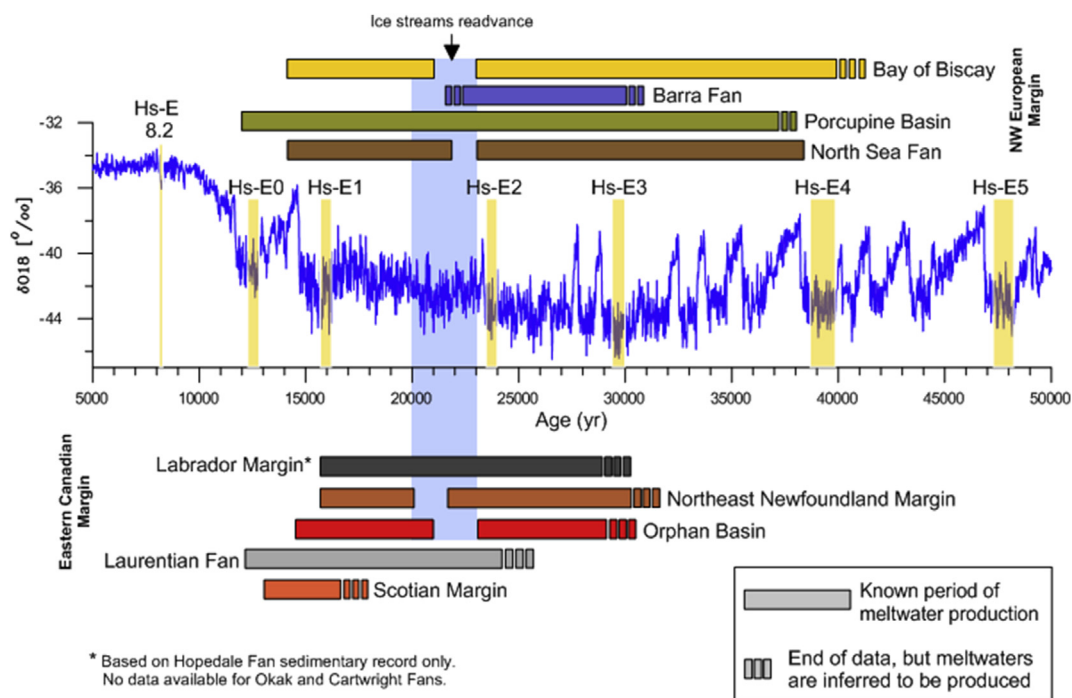 Ice streams readvance
Bay of Biscay
Barra Fan
Porcupine Basin
North Sea Fan
NW European
Margin
Hs-E
8.2
Hs-E0
Hs-E1
Hs-E2
Hs-E3
Hs-E4
Hs-E5
-32
-36
-40
-44
δO18 [°/∞]
5000
10000
15000
20000
25000
30000
35000
40000
45000
50000
Age (yr)
Eastern Canadian
Margin
Labrador Margin*
Northeast Newfoundland Margin
Orphan Basin
Laurentian Fan
Scotian Margin
Known period of
meltwater production
End of data, but meltwaters
are inferred to be produced
* Based on Hopedale Fan sedimentary record only.
No data available for Okak and Cartwright Fans.